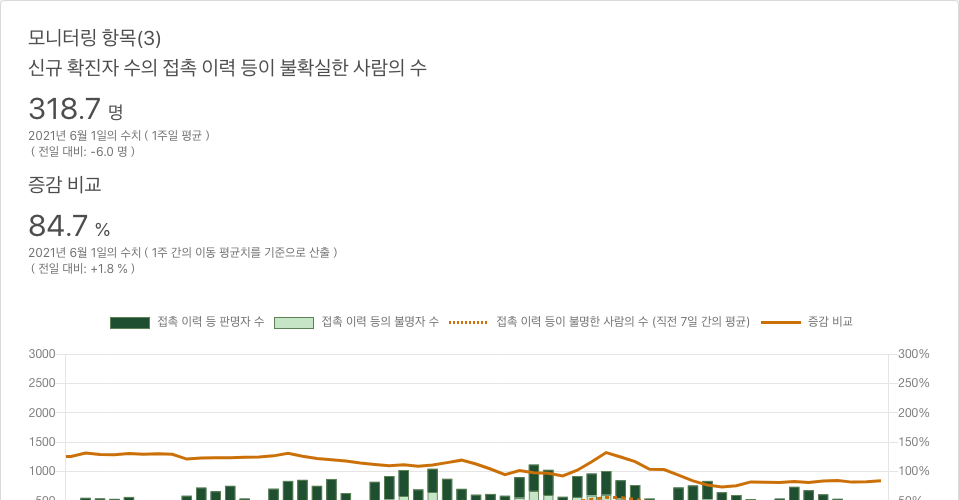 모니터링 항목(3)
신규 확진자 수의 접촉 이력 등이 불확실한 사람의 수
318.7 명
2021년 6월 1일의 수치 ( 1주일 평균 )
( 전일 대비: -6.0 명 )
증감 비교
84.7 %
2021년 6월 1일의 수치 ( 1주 간의 이동 평균치를 기준으로 산출 )
( 전일 대비: +1.8 % )
접촉 이력 등 판명자 수 접촉 이력 등의 불명자 수 접촉 이력 등이 불명한 사람의 수 (직전 7일 간의 평균) 증감 비교
3000 300%
2500 250%
2000 200%
1500 150%
1000 100%
500 50%